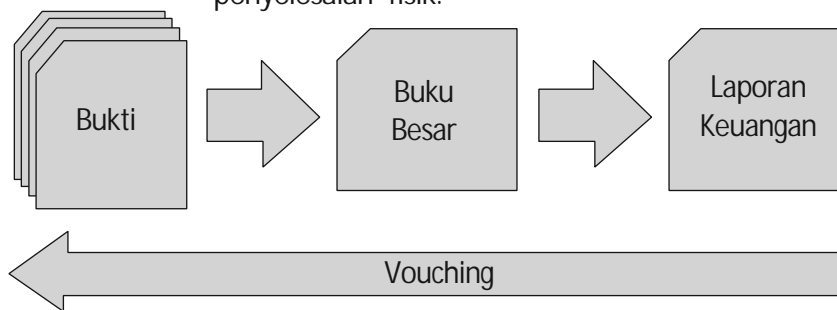 penyelesaian fisik.
Bukti
Buku
Besar
Laporan
Keuangan
Vouching